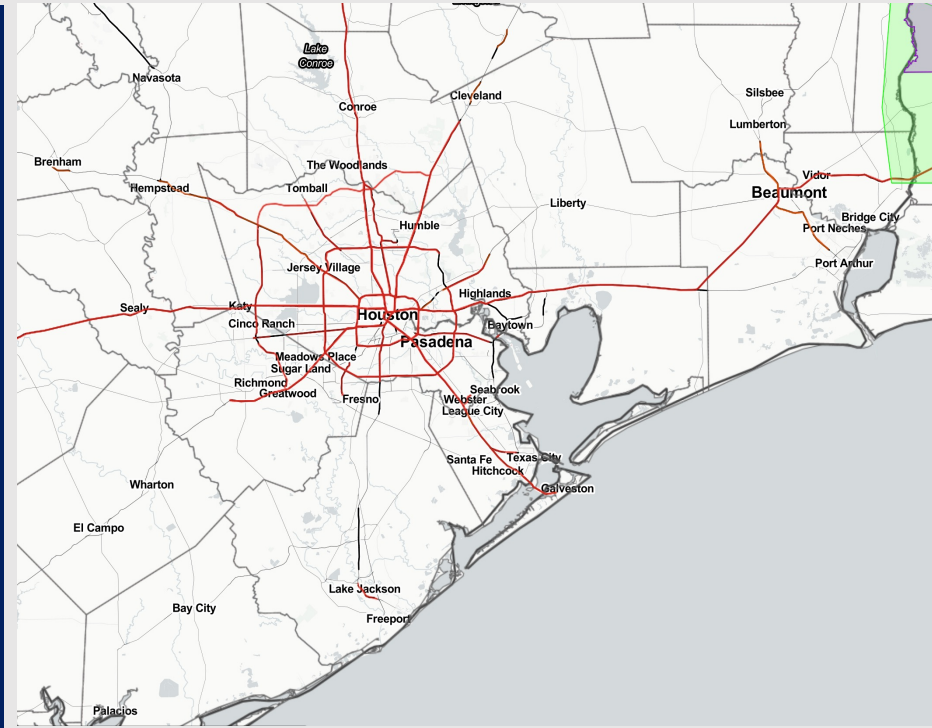 Lake
Conroe
Navasota
Silsbee
Cleveland
Conroe
Lumberton
Brenham
The Woodlands
Vidor
Hempstead
Tomball
Beaumont
Liberty
Bridge City
Humble
Port Neches
Port Arthur
Jersey Village
Highlands
Sealy
Katy
Houston
Cinco Ranch
Baytown
Pasadena
Meadows Place
Sugar Land
Richmond
Seabrook
Greatwood
Fresno
Webster
League City
Santa Fe
Texas City
Hitchcock
Wharton
Galveston
El Campo
Lake Jackson
Bay City
Freeport
Palacios